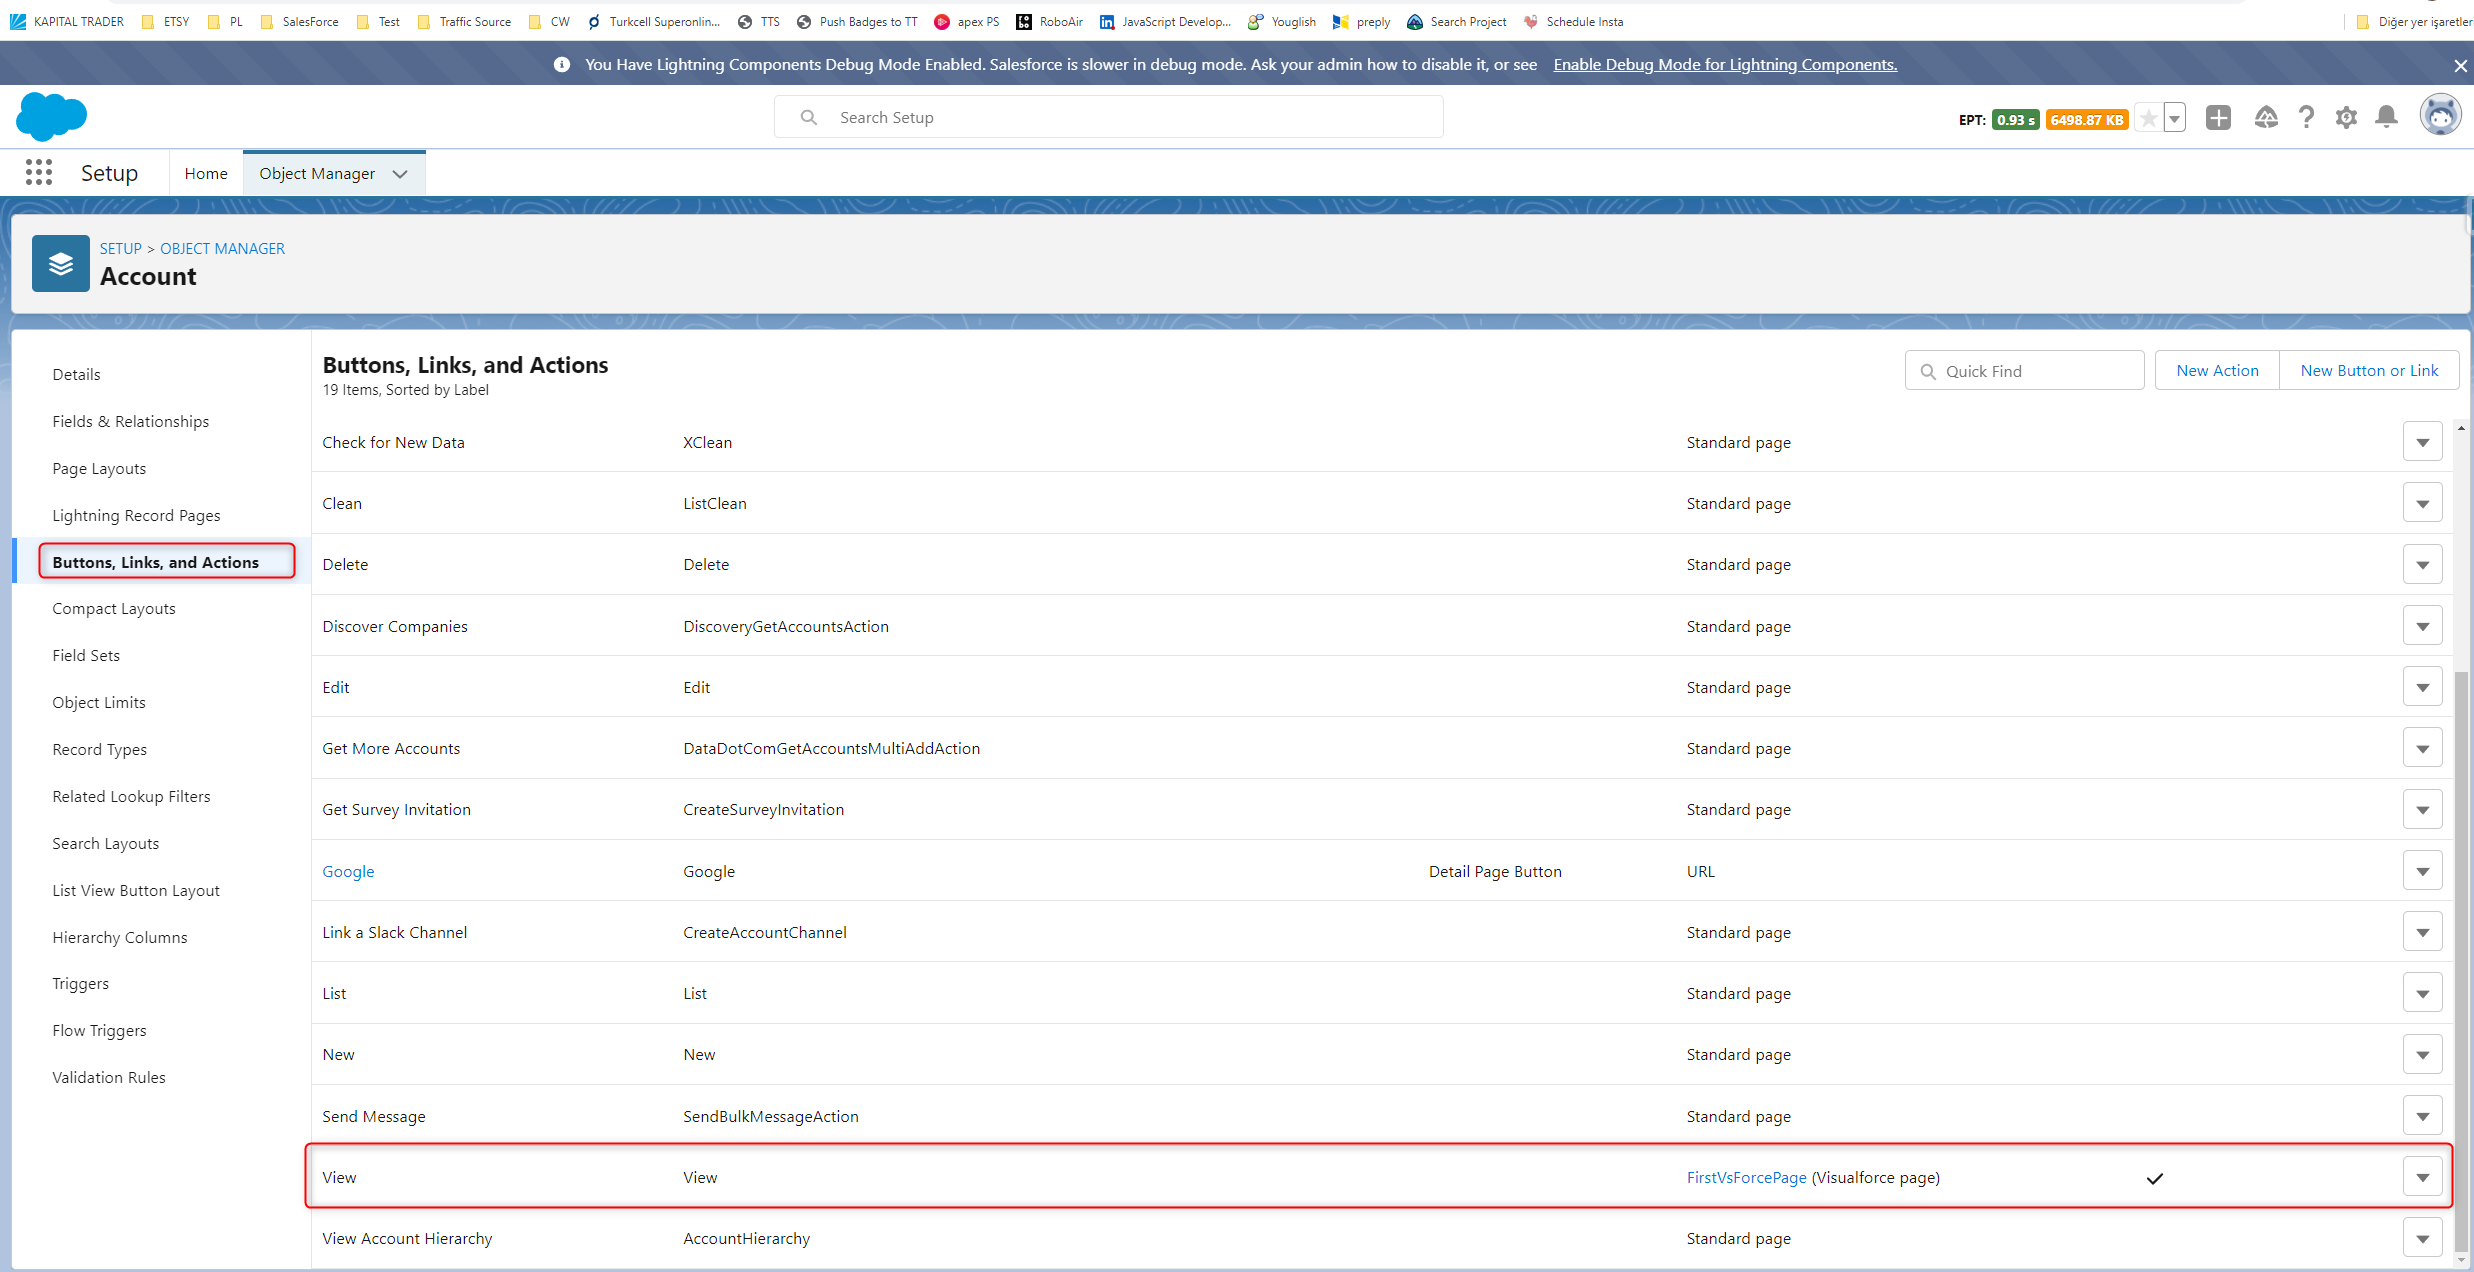 KAPITAL TRADER ETSY PL SalesForce Test Traffic Source CW Turkcell Superonlin... TTS Push Badges to TT apex PS RoboAir JavaScript Develop... Youglish preply Search Project Schedule Insta Diğer yer işaretler
You Have Lightning Components Debug Mode Enabled. Salesforce is slower in debug mode. Ask your admin how to disable it, or see Enable Debug Mode for Lightning Components.
Search Setup
EPT: 0.93 s 6498.87 KB
Setup Home Object Manager
SETUP > OBJECT MANAGER
Account
Details
Fields & Relationships
Page Layouts
Lightning Record Pages
Buttons, Links, and Actions
Compact Layouts
Field Sets
Object Limits
Record Types
Related Lookup Filters
Search Layouts
List View Button Layout
Hierarchy Columns
Triggers
Flow Triggers
Validation Rules
Buttons, Links, and Actions
19 Items, Sorted by Label
Quick Find
New Action
New Button or Link
Check for New Data XClean Standard page
Clean ListClean Standard page
Delete Delete Standard page
Discover Companies DiscoveryGetAccountsAction Standard page
Edit Edit Standard page
Get More Accounts DataDotComGetAccountsMultiAddAction Standard page
Get Survey Invitation CreateSurveyInvitation Standard page
Google Google Detail Page Button URL
Link a Slack Channel CreateAccountChannel Standard page
List List Standard page
New New Standard page
Send Message SendBulkMessageAction Standard page
View View FirstVsForcePage (Visualforce page)
View Account Hierarchy AccountHierarchy Standard page